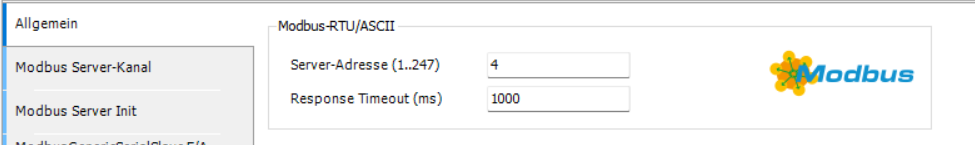 Allgemein
Modbus Server-Kanal
Modbus Server Init
Modbus-RTU/ASCII
Server-Adresse (1..247)
4
Response Timeout (ms)
1000
Modbus